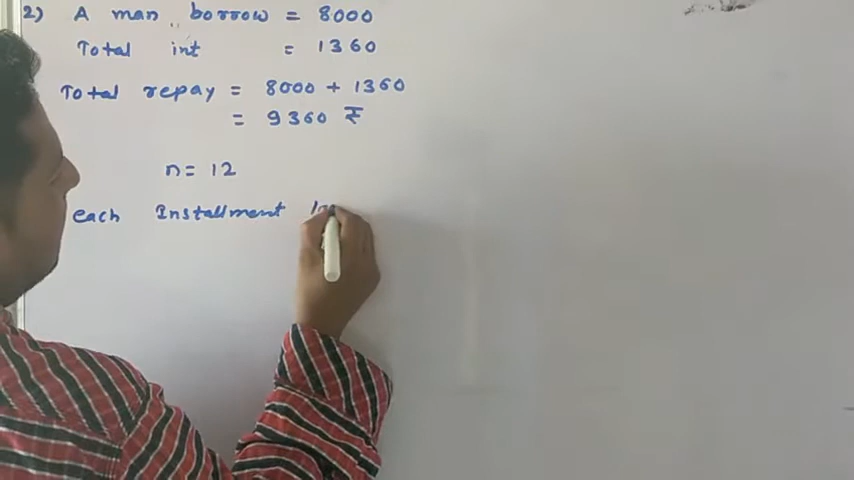 2) A man borrow = 8000
Total int = 1360
Total repay = 8000 + 1360
= 9360 ₹
n = 12
each Installment